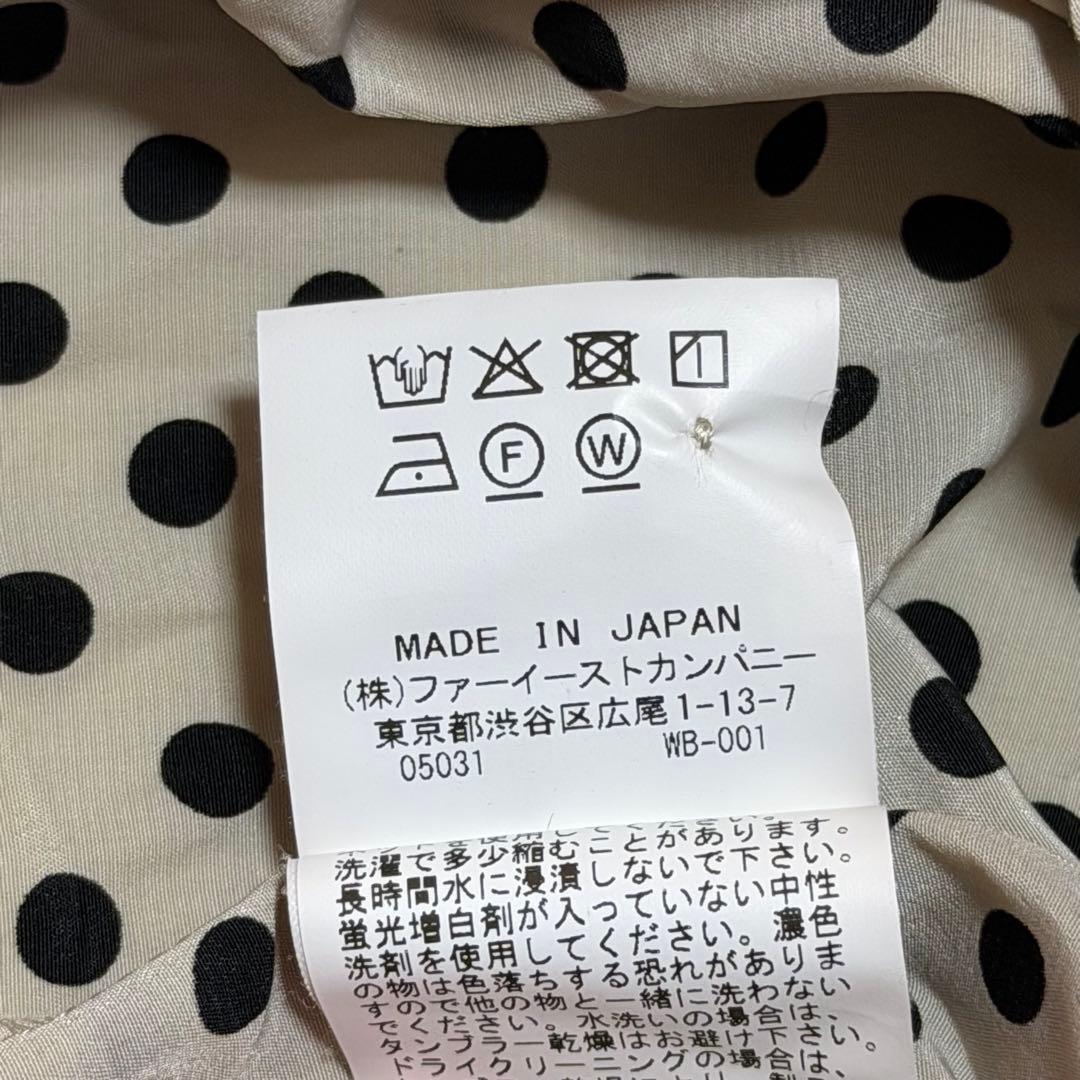 F W
MADE IN JAPAN
(株)ファーイーストカンパニー
東京都渋谷区広尾1-13-7
05031 WB-001
洗濯で多少縮むことがあります。
長時間水に浸漬しないで下さい。
蛍光増白剤が入っていない中性
洗剤を使用してください。濃色
の物は色落ちする恐れがありま
すので他の物と一緒に洗わない
でください。水洗いの場合は、
タンブラー乾燥はお避け下さい。
ドライクリーニングの場合は、